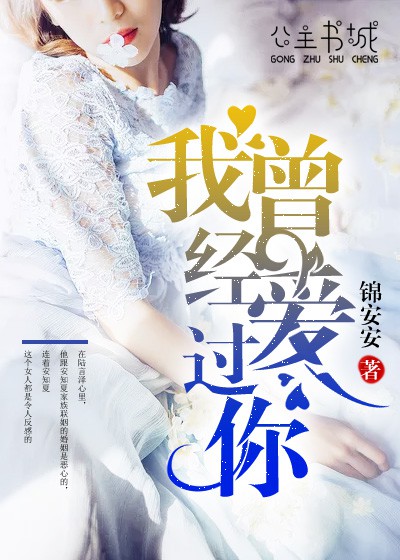 公主书城
GONG ZHU SHU CHENG
我曾
经爱
过
你
锦安安
著
在陆言泽心里，
他跟安知夏家族联姻的婚姻是恶心的，
连着安知夏
这个女人都是令人反感的